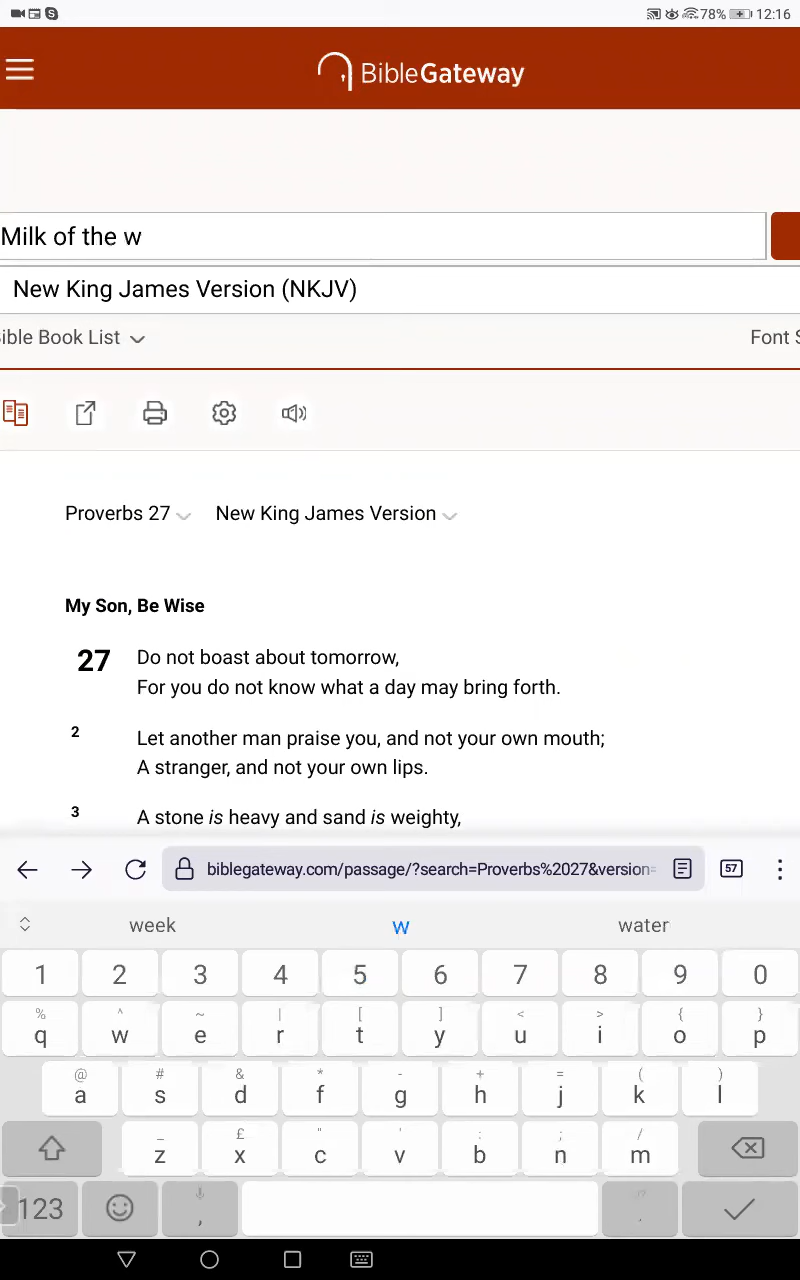 78% 12:16
BibleGateway
Milk of the w
New King James Version (NKJV)
ible Book List
Font S
Proverbs 27 New King James Version
My Son, Be Wise
27 Do not boast about tomorrow,
For you do not know what a day may bring forth.
2 Let another man praise you, and not your own mouth;
A stranger, and not your own lips.
3 A stone is heavy and sand is weighty,
biblegateway.com/passage/?search=Proverbs%2027&version= 57
week w water
1 2 3 4 5 6 7 8 9 0
% ^ ~ | [ ] < > { }
q w e r t y u i o p
@ # & * - + = ( )
a s d f g h j k l
_ £ " ' : ; /
z x c v b n m
123 , .